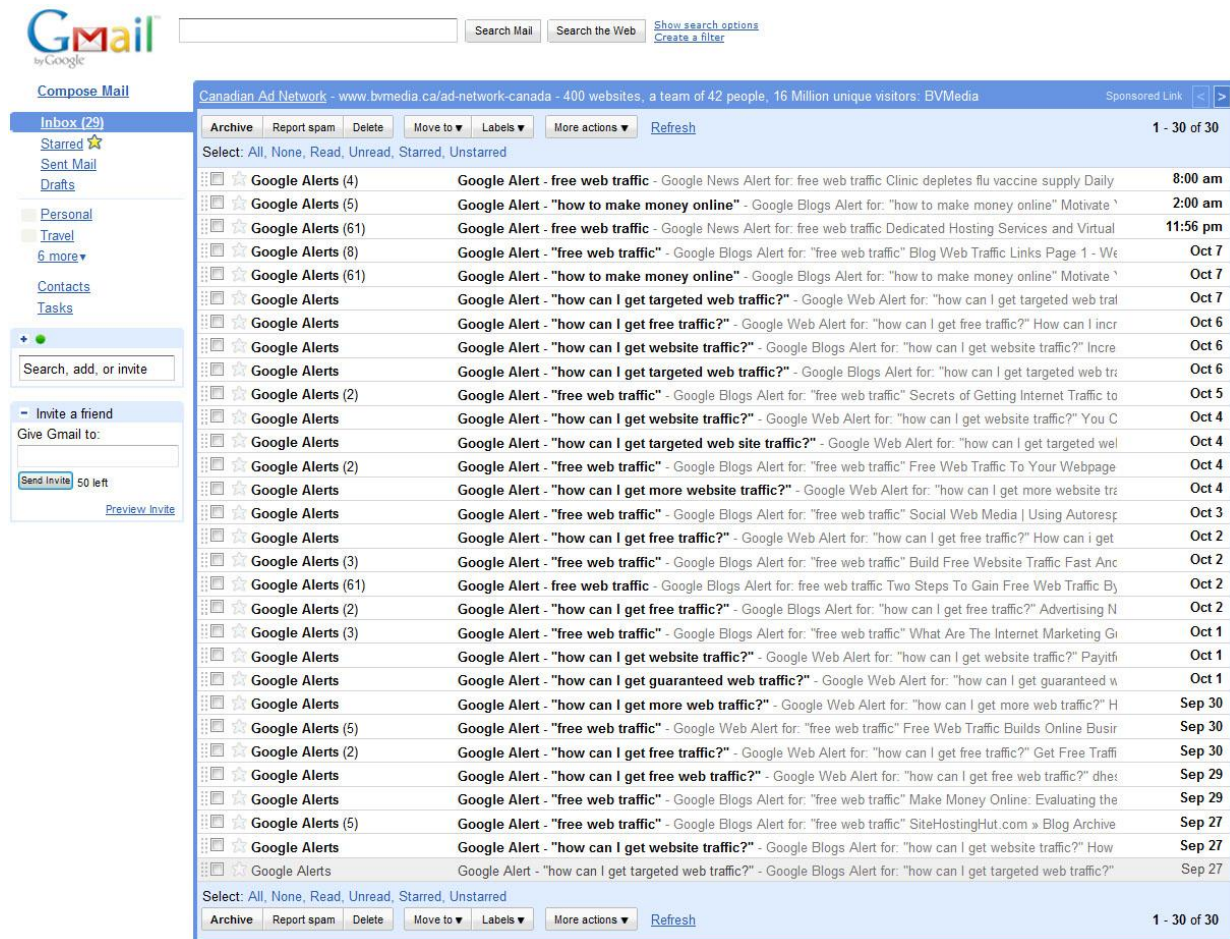 Gmail
by Google
Search Mail Search the Web Show search options
Create a filter
Compose Mail
Inbox (29)
Starred
Sent Mail
Drafts
Personal
Travel
6 more▾
Contacts
Tasks
Search, add, or invite
Invite a friend
Give Gmail to:
Send Invite 50 left
Preview Invite
Canadian Ad Network - www.bvmedia.ca/ad-network-canada - 400 websites, a team of 42 people, 16 Million unique visitors: BVMedia Sponsored Link < >
Archive Report spam Delete Move to ▾ Labels ▾ More actions ▾ Refresh 1 - 30 of 30
Select: All, None, Read, Unread, Starred, Unstarred
Google Alerts (4) Google Alert - free web traffic - Google News Alert for: free web traffic Clinic depletes flu vaccine supply Daily 8:00 am
Google Alerts (5) Google Alert - "how to make money online" - Google Blogs Alert for: "how to make money online" Motivate 2:00 am
Google Alerts (61) Google Alert - free web traffic - Google News Alert for: free web traffic Dedicated Hosting Services and Virtual 11:56 pm
Google Alerts (8) Google Alert - "free web traffic" - Google Blogs Alert for: "free web traffic" Blog Web Traffic Links Page 1 - We Oct 7
Google Alerts (61) Google Alert - "how to make money online" - Google Blogs Alert for: "how to make money online" Motivate Oct 7
Google Alerts Google Alert - "how can I get targeted web traffic?" - Google Web Alert for: "how can I get targeted web traf Oct 7
Google Alerts Google Alert - "how can I get free traffic?" - Google Web Alert for: "how can I get free traffic?" How can I incr Oct 6
Google Alerts Google Alert - "how can I get website traffic?" - Google Blogs Alert for: "how can I get website traffic?" Incre Oct 6
Google Alerts Google Alert - "how can I get targeted web traffic?" - Google Blogs Alert for: "how can I get targeted web tra Oct 6
Google Alerts (2) Google Alert - "free web traffic" - Google Blogs Alert for: "free web traffic" Secrets of Getting Internet Traffic to Oct 5
Google Alerts Google Alert - "how can I get website traffic?" - Google Web Alert for: "how can I get website traffic?" You C Oct 4
Google Alerts Google Alert - "how can I get targeted web site traffic?" - Google Web Alert for: "how can I get targeted wel Oct 4
Google Alerts (2) Google Alert - "free web traffic" - Google Blogs Alert for: "free web traffic" Free Web Traffic To Your Webpage Oct 4
Google Alerts Google Alert - "how can I get more website traffic?" - Google Web Alert for: "how can I get more website tra Oct 4
Google Alerts Google Alert - "free web traffic" - Google Blogs Alert for: "free web traffic" Social Web Media | Using Autoresp Oct 3
Google Alerts Google Alert - "how can I get free traffic?" - Google Web Alert for: "how can I get free traffic?" How can i get Oct 2
Google Alerts (3) Google Alert - "free web traffic" - Google Blogs Alert for: "free web traffic" Build Free Website Traffic Fast And Oct 2
Google Alerts (61) Google Alert - free web traffic - Google Blogs Alert for: free web traffic Two Steps To Gain Free Web Traffic By Oct 2
Google Alerts (2) Google Alert - "how can I get free traffic?" - Google Blogs Alert for: "how can I get free traffic?" Advertising N Oct 2
Google Alerts (3) Google Alert - "free web traffic" - Google Blogs Alert for: "free web traffic" What Are The Internet Marketing Gu Oct 1
Google Alerts Google Alert - "how can I get website traffic?" - Google Web Alert for: "how can I get website traffic?" Payitf Oct 1
Google Alerts Google Alert - "how can I get guaranteed web traffic?" - Google Web Alert for: "how can I get guaranteed w Oct 1
Google Alerts Google Alert - "how can I get more web traffic?" - Google Web Alert for: "how can I get more web traffic?" H Sep 30
Google Alerts (5) Google Alert - "free web traffic" - Google Web Alert for: "free web traffic" Free Web Traffic Builds Online Busin Sep 30
Google Alerts (2) Google Alert - "how can I get free traffic?" - Google Web Alert for: "how can I get free traffic?" Get Free Traffi Sep 30
Google Alerts Google Alert - "how can I get free web traffic?" - Google Web Alert for: "how can I get free web traffic?" dhes Sep 29
Google Alerts Google Alert - "free web traffic" - Google Blogs Alert for: "free web traffic" Make Money Online: Evaluating the Sep 29
Google Alerts (5) Google Alert - "free web traffic" - Google Blogs Alert for: "free web traffic" SiteHostingHut.com » Blog Archive Sep 27
Google Alerts Google Alert - "how can I get website traffic?" - Google Blogs Alert for: "how can I get website traffic?" How Sep 27
Google Alerts Google Alert - "how can I get targeted web traffic?" - Google Blogs Alert for: "how can I get targeted web traffic?" Sep 27
Select: All, None, Read, Unread, Starred, Unstarred
Archive Report spam Delete Move to ▾ Labels ▾ More actions ▾ Refresh 1 - 30 of 30